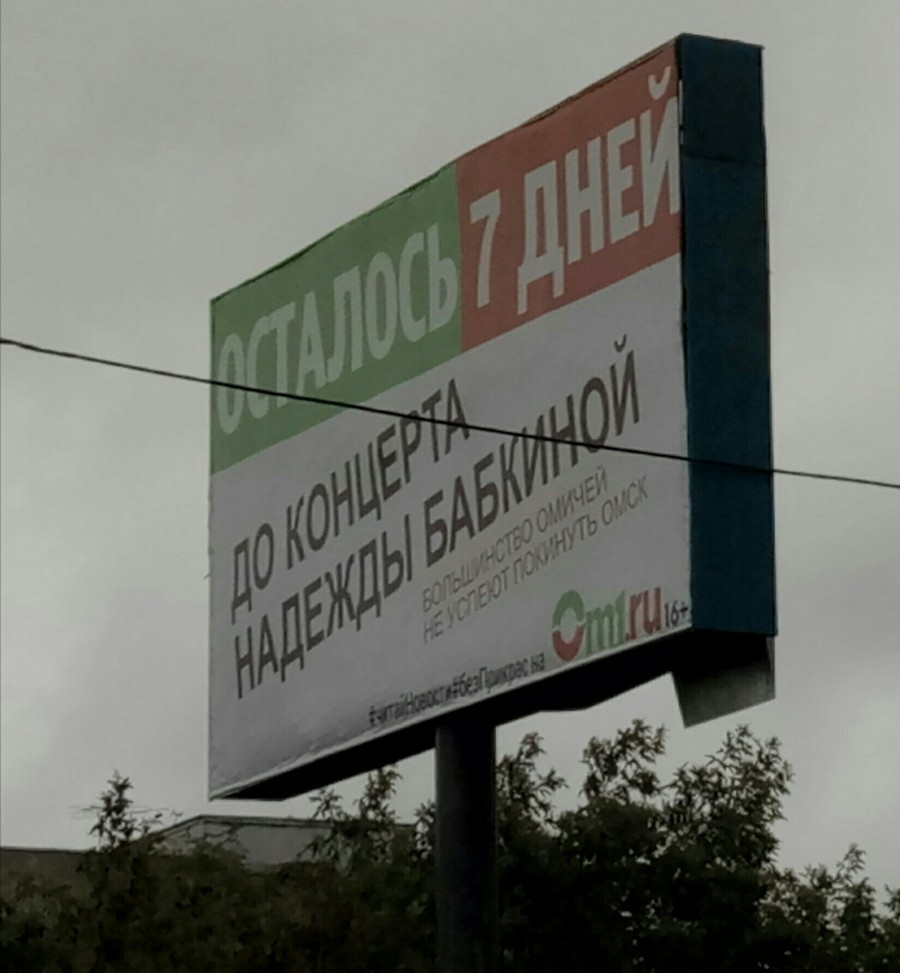 ОСТАЛОСЬ 7 ДНЕЙ
ДО КОНЦЕРТА
НАДЕЖДЫ БАБКИНОЙ
БОЛЬШИНСТВО ОМИЧЕЙ
НЕ УСПЕЮТ ПОКИНУТЬ ОМСК
#читайНовости#безПрикрас на Om1.ru 16+